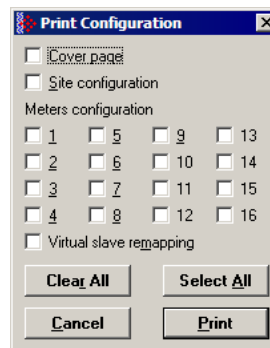 Print Configuration
Cover page
Site configuration
Meters configuration
1 5 9 13
2 6 10 14
3 7 11 15
4 8 12 16
Virtual slave remapping
Clear All Select All
Cancel Print